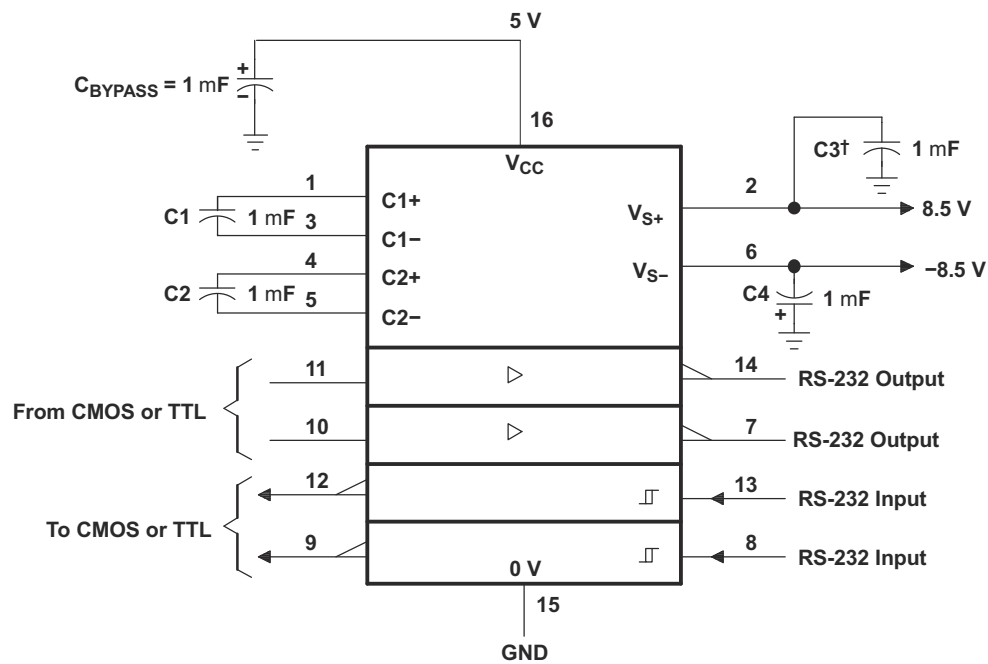 5 V
+
C_BYPASS = 1 mF
−
16
V_CC
C3†
1 mF
1
C1+
C1
1 mF
3
C1−
2
V_S+
8.5 V
4
C2+
C2
1 mF
5
C2−
6
V_S−
−8.5 V
C4
1 mF
+
11
14
RS-232 Output
From CMOS or TTL
10
7
RS-232 Output
12
13
RS-232 Input
To CMOS or TTL
9
8
RS-232 Input
0 V
15
GND